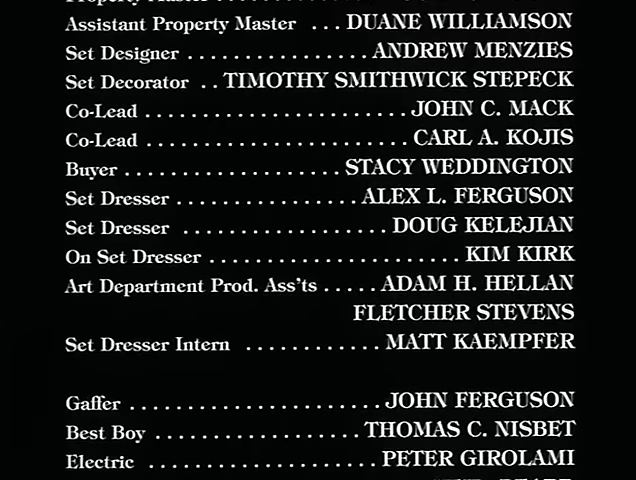 Assistant Property Master ... DUANE WILLIAMSON
Set Designer ................. ANDREW MENZIES
Set Decorator .. TIMOTHY SMITHWICK STEPECK
Co-Lead ........................ JOHN C. MACK
Co-Lead ........................ CARL A. KOJIS
Buyer .................... STACY WEDDINGTON
Set Dresser ................ ALEX L. FERGUSON
Set Dresser .................. DOUG KELEJIAN
On Set Dresser ....................... KIM KIRK
Art Department Prod. Ass'ts ..... ADAM H. HELLAN
FLETCHER STEVENS
Set Dresser Intern ............ MATT KAEMPFER
Gaffer ....................... JOHN FERGUSON
Best Boy ................... THOMAS C. NISBET
Electric .................... PETER GIROLAMI